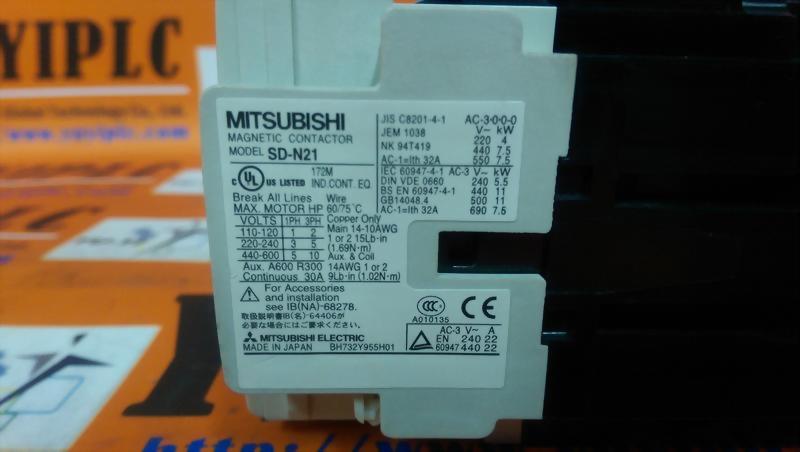 YIPLC
www.yuyiplc.com
MITSUBISHI
MAGNETIC CONTACTOR
MODEL SD-N21
C UL US LISTED 172M
IND.CONT. EQ.
Break All Lines Wire
MAX. MOTOR HP 60/75°C
VOLTS 1PH 3PH Copper Only
110-120 1 2 Main 14-10AWG
220-240 3 5 1 or 2 15Lb-in
(1.69N·m)
440-600 5 10 Aux. & Coil
Aux. A600 R300 14AWG 1 or 2
Continuous 30A 9Lb-in (1.02N·m)
For Accessories
and installation
see IB(NA)-68278.
取扱説明書IB(名)-64406が
必要な場合にはご要求ください。
MITSUBISHI ELECTRIC
MADE IN JAPAN BH732Y955H01
JIS C8201-4-1 AC-3-0-0-0
JEM 1038 V~ kW
NK 94T419 220 4
440 7.5
AC-1=Ith 32A 550 7.5
IEC 60947-4-1 AC-3 V~ kW
DIN VDE 0660 240 5.5
BS EN 60947-4-1 440 11
GB14048.4 500 11
AC-1=Ith 32A 690 7.5
CCC CE
A010135
AC-3 V~ A
EN 240 22
60947 440 22